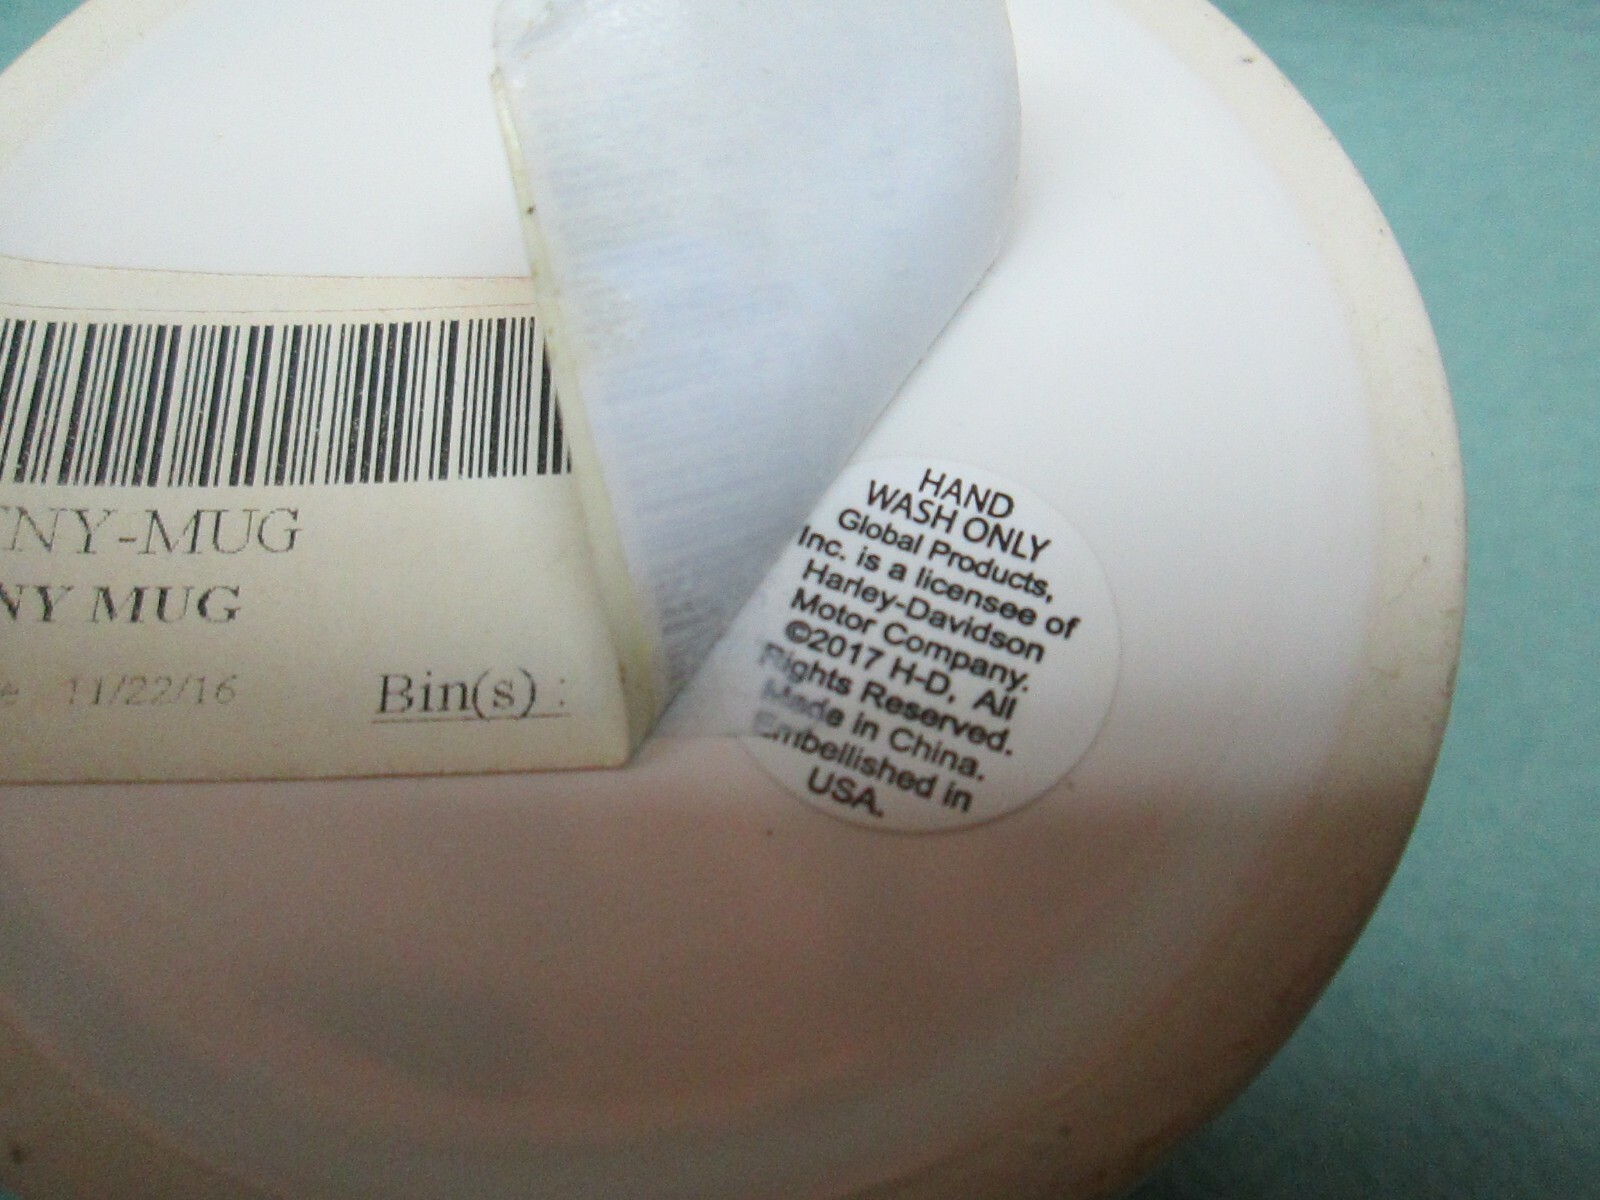 NY-MUG
NY MUG
11/22/16
Bin(s) :
HAND
WASH ONLY
Global Products,
Inc. is a licensee of
Harley-Davidson
Motor Company.
©2017 H-D, All
Rights Reserved.
Made in China.
Embellished in
USA.